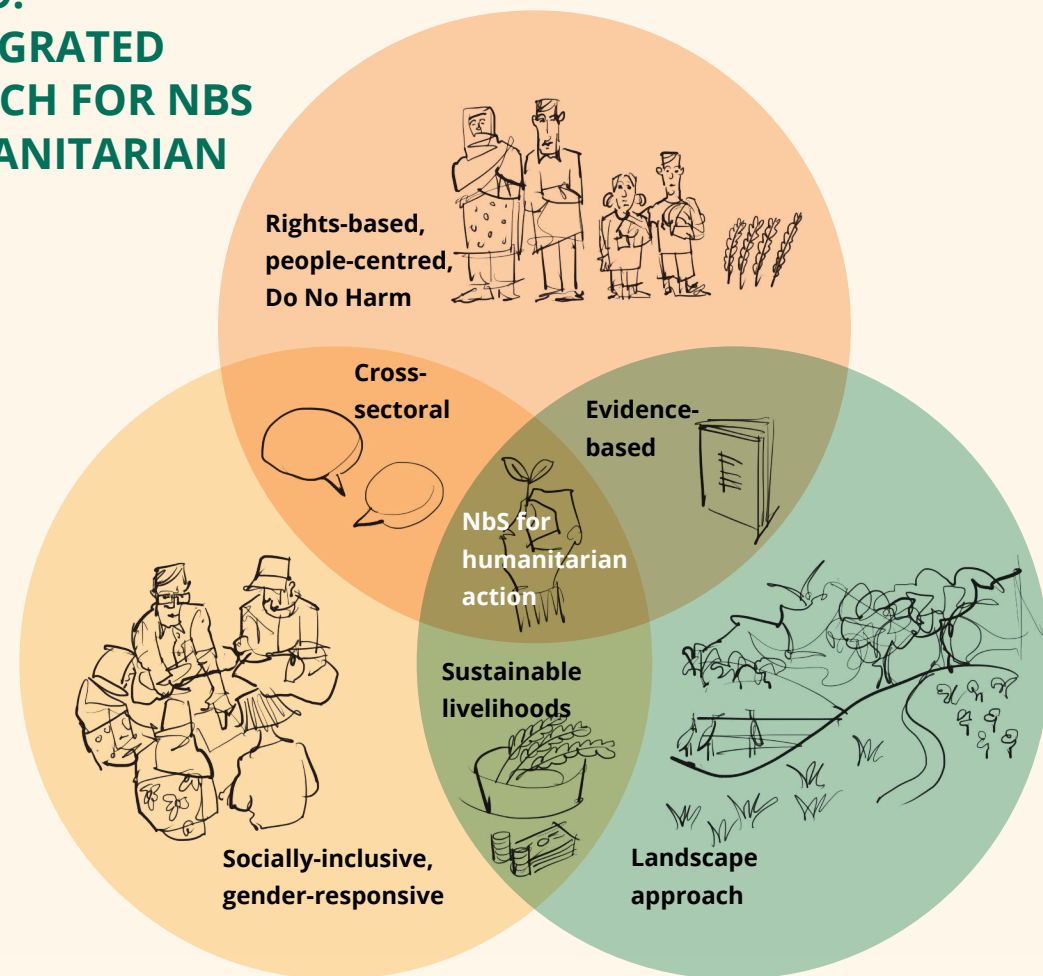 GRATED
CH FOR NBS
ANITARIAN
Rights-based,
people-centred,
Do No Harm
Cross-
sectoral
Evidence-
based
NbS for
humanitarian
action
Sustainable
livelihoods
Socially-inclusive,
gender-responsive
Landscape
approach